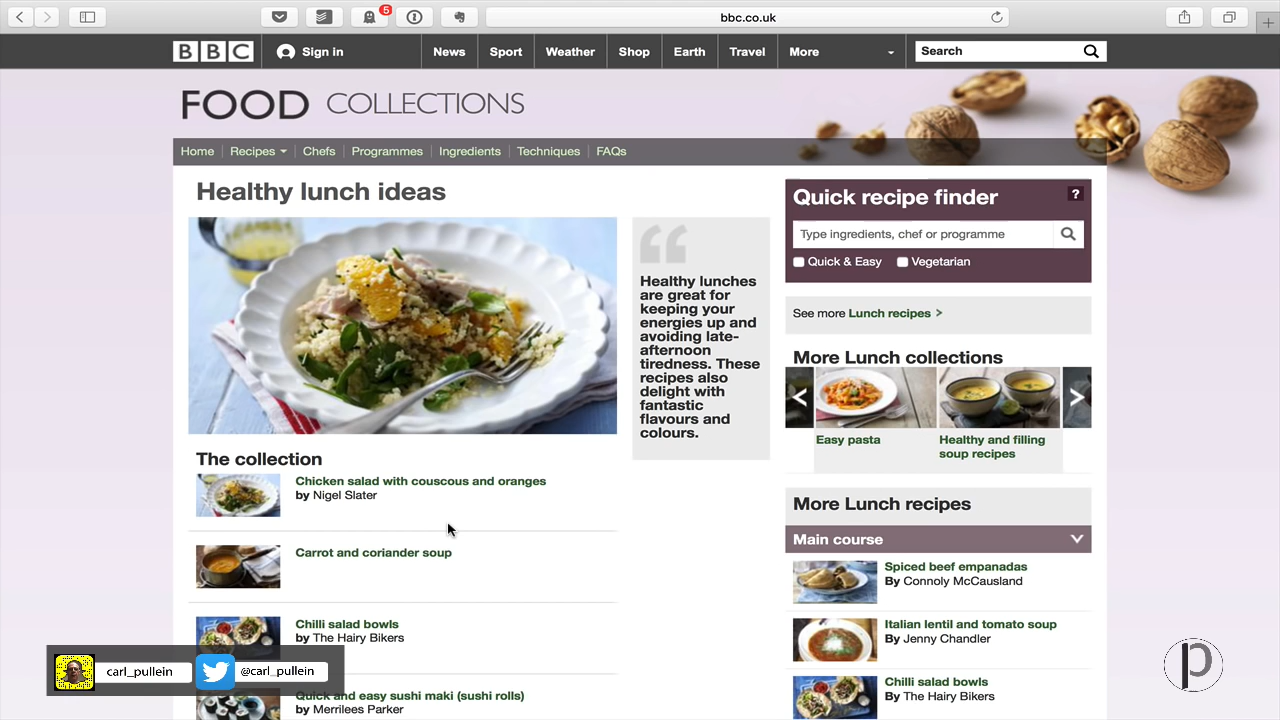 5
bbc.co.uk
BBC
Sign in
News
Sport
Weather
Shop
Earth
Travel
More
Search
FOOD COLLECTIONS
Home
Recipes
Chefs
Programmes
Ingredients
Techniques
FAQs
Healthy lunch ideas
“
Healthy lunches
are great for
keeping your
energies up and
avoiding late-
afternoon
tiredness. These
recipes also
delight with
fantastic
flavours and
colours.
The collection
Chicken salad with couscous and oranges
by Nigel Slater
Carrot and coriander soup
Chilli salad bowls
by The Hairy Bikers
Quick and easy sushi maki (sushi rolls)
by Merrilees Parker
Quick recipe finder
?
Type ingredients, chef or programme
Quick & Easy
Vegetarian
See more Lunch recipes >
More Lunch collections
<
>
Easy pasta
Healthy and filling
soup recipes
More Lunch recipes
Main course
Spiced beef empanadas
By Connoly McCausland
Italian lentil and tomato soup
By Jenny Chandler
Chilli salad bowls
By The Hairy Bikers
carl_pullein
@carl_pullein
p